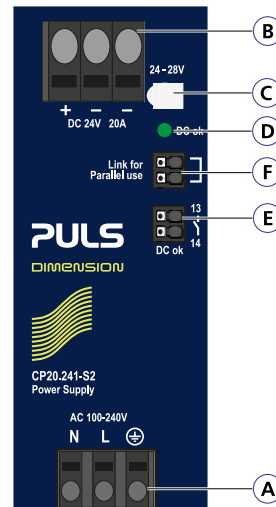 B
24-28V
C
+ − −
DC 24V 20A
D
DC ok
Link for
Parallel use
F
13
E
14
DC ok
PULS
DIMENSION
CP20.241-S2
Power Supply
AC 100-240V
N L
A